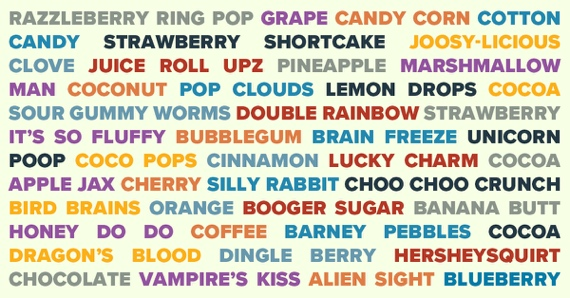 RAZZLEBERRY RING POP GRAPE CANDY CORN COTTON
CANDY STRAWBERRY SHORTCAKE JOOSY-LICIOUS
CLOVE JUICE ROLL UPZ PINEAPPLE MARSHMALLOW
MAN COCONUT POP CLOUDS LEMON DROPS COCOA
SOUR GUMMY WORMS DOUBLE RAINBOW STRAWBERRY
IT'S SO FLUFFY BUBBLEGUM BRAIN FREEZE UNICORN
POOP COCO POPS CINNAMON LUCKY CHARM COCOA
APPLE JAX CHERRY SILLY RABBIT CHOO CHOO CRUNCH
BIRD BRAINS ORANGE BOOGER SUGAR BANANA BUTT
HONEY DO DO COFFEE BARNEY PEBBLES COCOA
DRAGON'S BLOOD DINGLE BERRY HERSHEYSQUIRT
CHOCOLATE VAMPIRE'S KISS ALIEN SIGHT BLUEBERRY